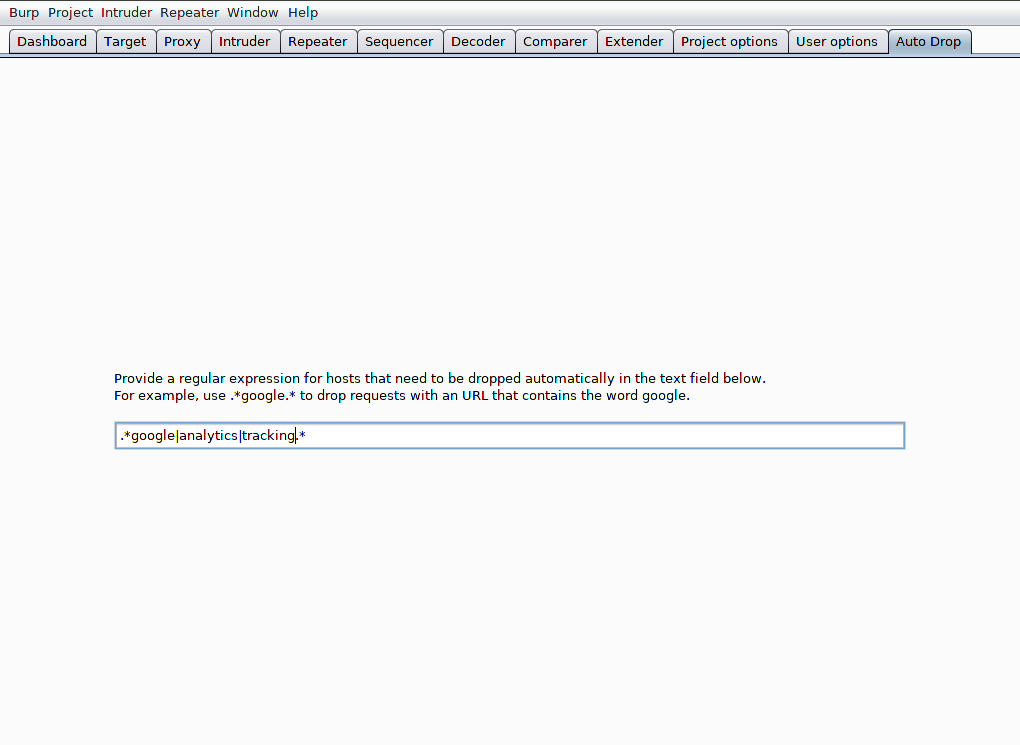 Burp Project Intruder Repeater Window Help
Dashboard Target Proxy Intruder Repeater Sequencer Decoder Comparer Extender Project options User options Auto Drop
Provide a regular expression for hosts that need to be dropped automatically in the text field below.
For example, use .*google.* to drop requests with an URL that contains the word google.
.*google|analytics|tracking.*